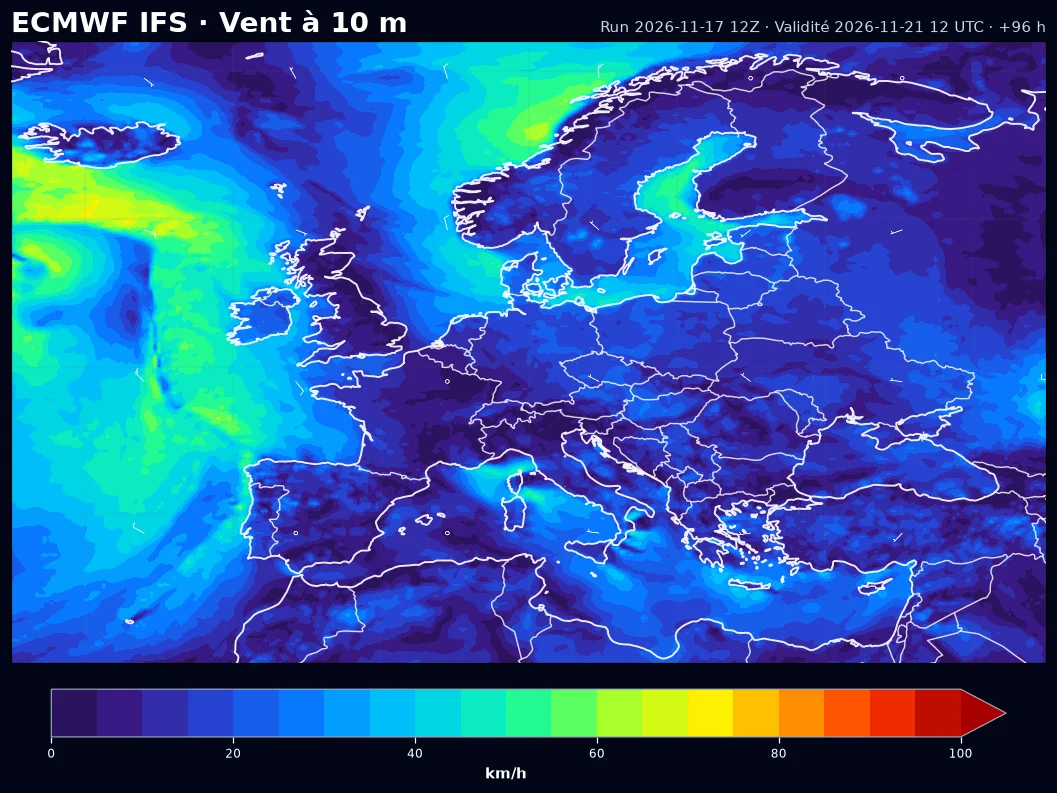 ECMWF IFS · Vent à 10 m
Run 2026-11-17 12Z · Validité 2026-11-21 12 UTC · +96 h
0 20 40 60 80 100
km/h